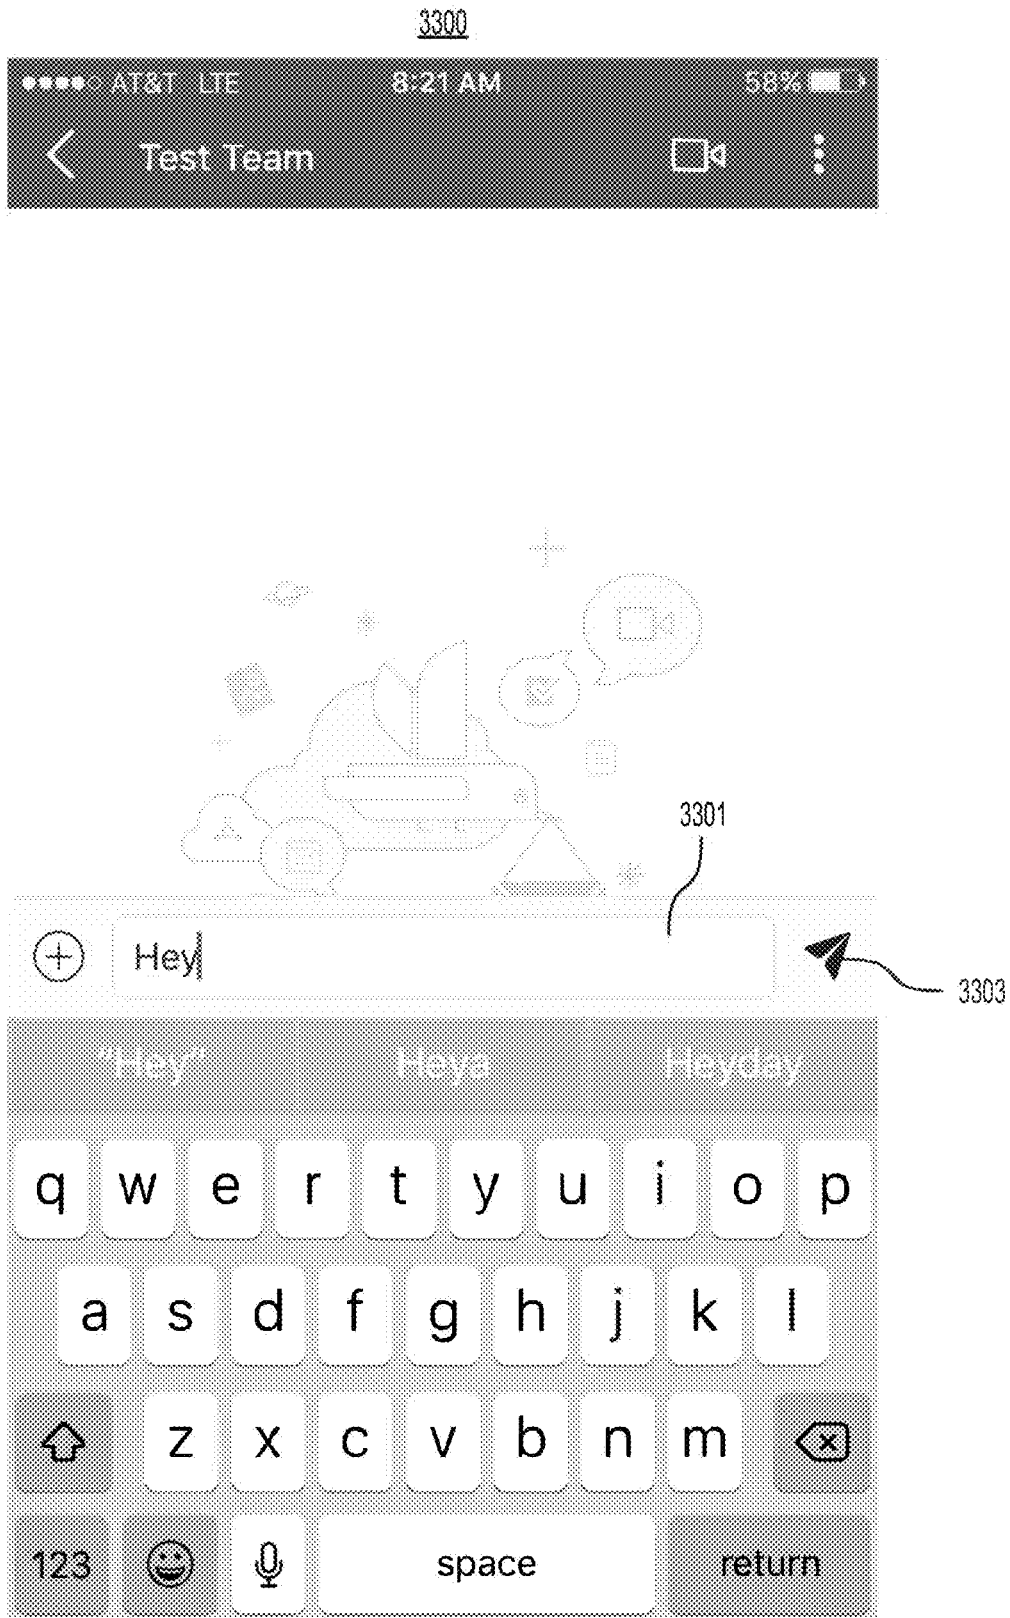 3300
AT&T LTE 8:21 AM 58%
Test Team
3301
Hey
3303
"Hey" Heya Heyday
q w e r t y u i o p
a s d f g h j k l
z x c v b n m
123 space return